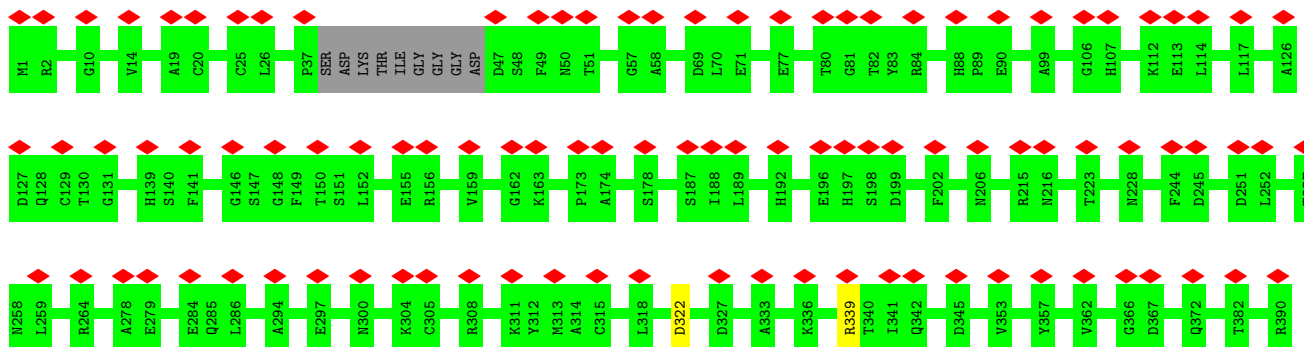 M1 R2 G10 V14 A19 C20 C25 L26 P37 SER ASP LYS THR ILE GLY GLY GLY ASP D47 S48 F49 N50 T51 G57 A58 D69 L70 E71 E77 T80 G81 T82 Y83 R84 H88 P89 E90 A99 G106 H107 K112 E113 L114 L117 A126
D127 Q128 C129 T130 G131 H139 S140 F141 G146 S147 G148 F149 T150 S151 L152 E155 R156 V159 G162 K163 P173 A174 S178 S187 I188 L189 H192 E196 H197 S198 D199 F202 N206 R215 N216 T223 N228 F244 D245 D251 L252
N258 L259 R264 A278 E279 E284 Q285 L286 A294 E297 N300 K304 C305 R308 K311 Y312 M313 A314 C315 L318 D322 D327 A333 K336 R339 T340 I341 Q342 D345 V353 Y357 V362 G366 D367 Q372 T382 R390